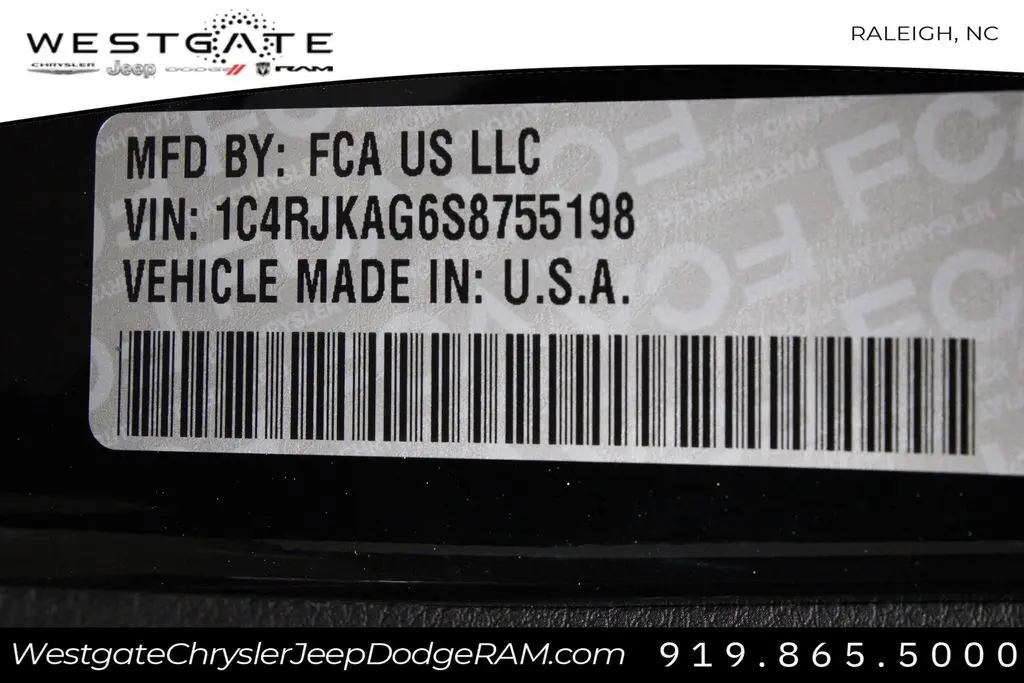 WESTGATE
RALEIGH, NC
CHRYSLER Jeep DODGE RAM
MFD BY: FCA US LLC
VIN: 1C4RJKAG6S8755198
VEHICLE MADE IN: U.S.A.
WestgateChryslerJeepDodgeRAM.com
919.865.5000